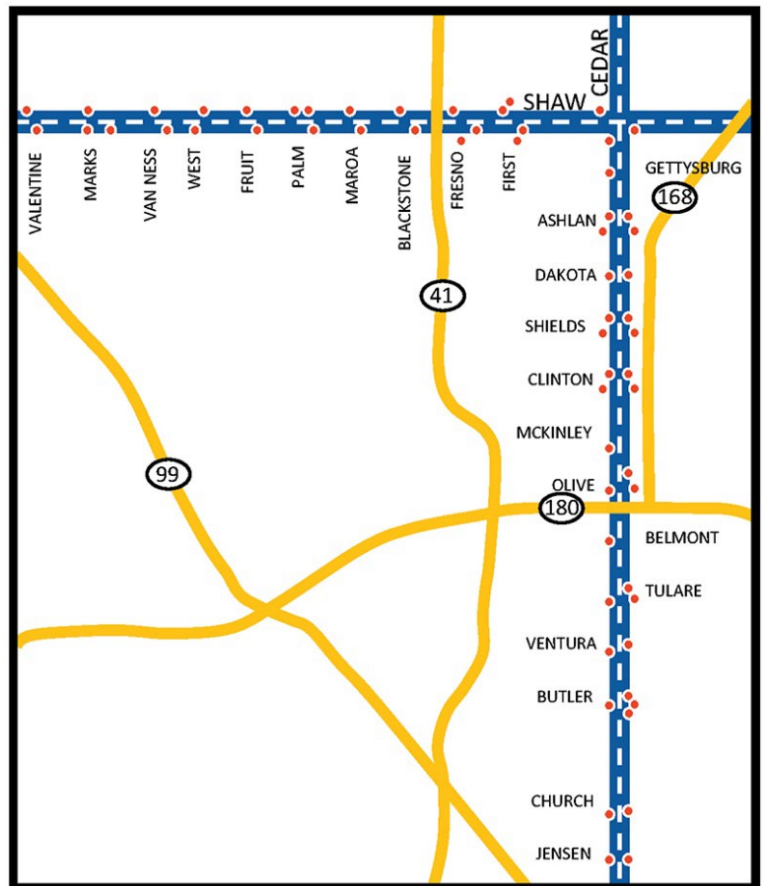 CEDAR
SHAW
VALENTINE
MARKS
VAN NESS
WEST
FRUIT
PALM
MAROA
BLACKSTONE
FRESNO
FIRST
GETTYSBURG
168
ASHLAN
DAKOTA
41
SHIELDS
CLINTON
MCKINLEY
99
OLIVE
180
BELMONT
TULARE
VENTURA
BUTLER
CHURCH
JENSEN